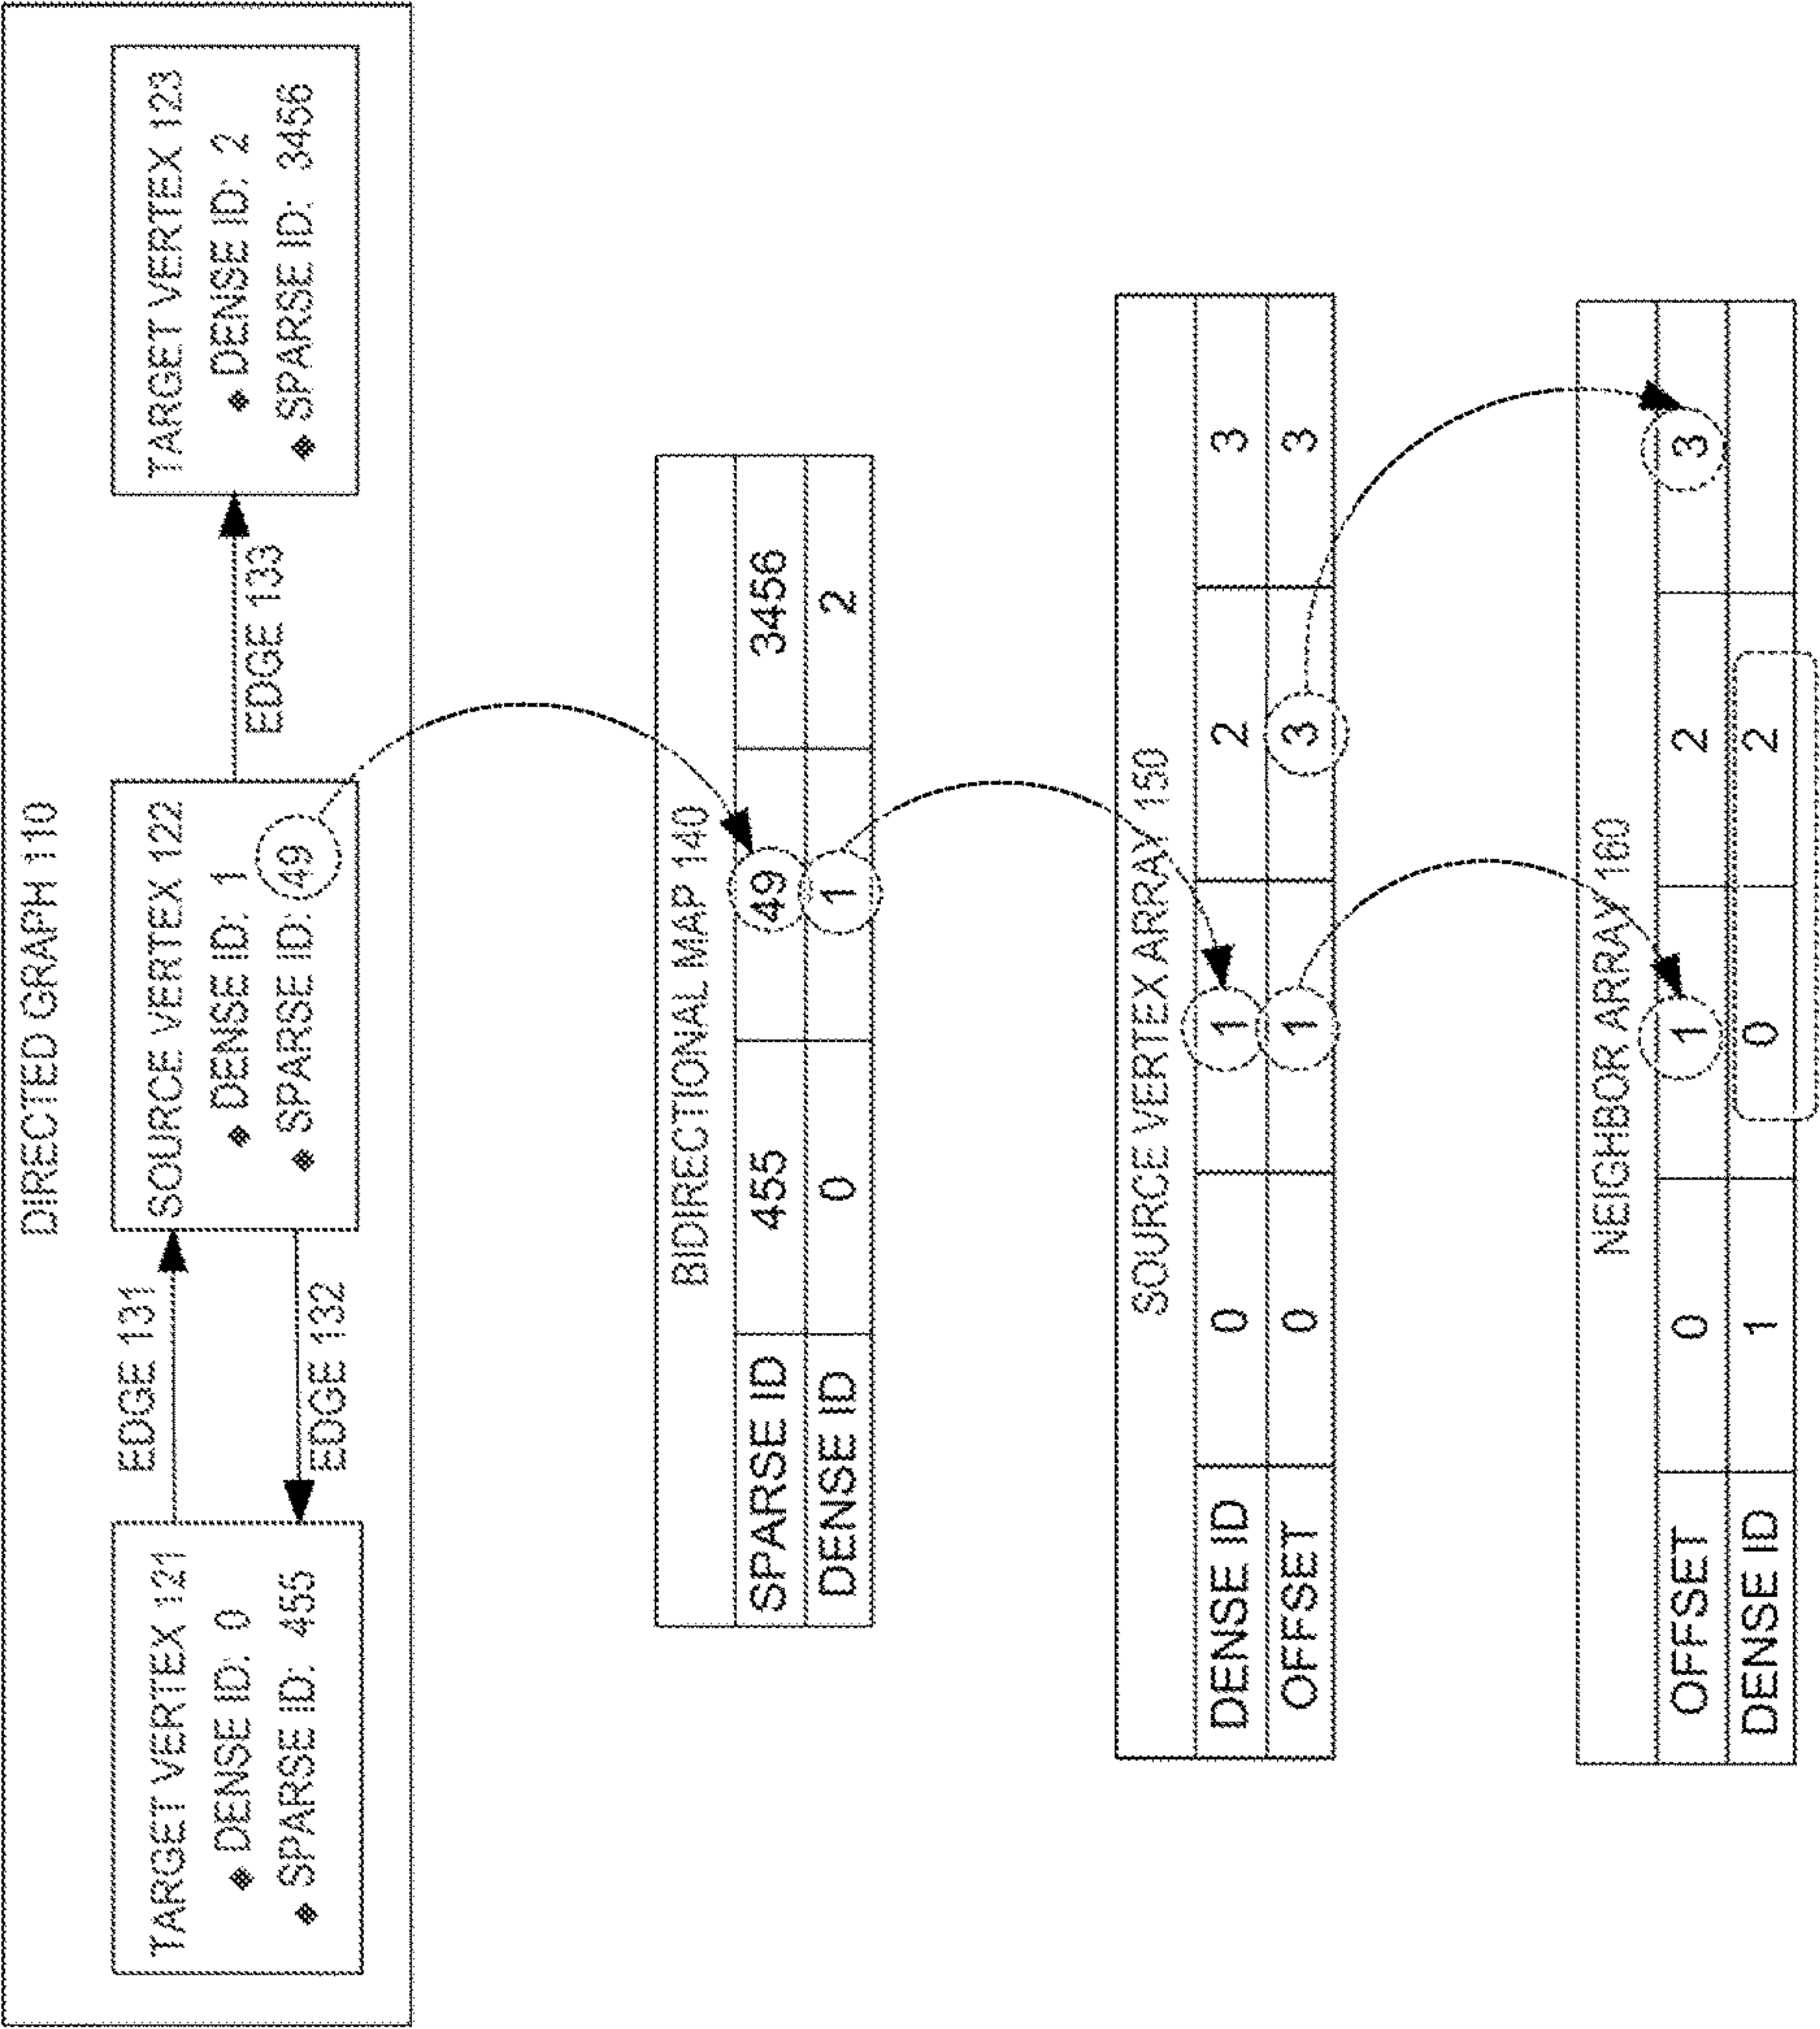 DIRECTED GRAPH 110
TARGET VERTEX 121
◆ DENSE ID: 0
◆ SPARSE ID: 455
EDGE 131
EDGE 132
SOURCE VERTEX 122
◆ DENSE ID: 1
◆ SPARSE ID: 49
EDGE 133
TARGET VERTEX 123
◆ DENSE ID: 2
◆ SPARSE ID: 3456
BIDIRECTIONAL MAP 140
SPARSE ID 455 49 3456
DENSE ID 0 1 2
SOURCE VERTEX ARRAY 150
DENSE ID 0 1 2 3
OFFSET 0 1 3 3
NEIGHBOR ARRAY 160
OFFSET 0 1 2 3
DENSE ID 1 0 2